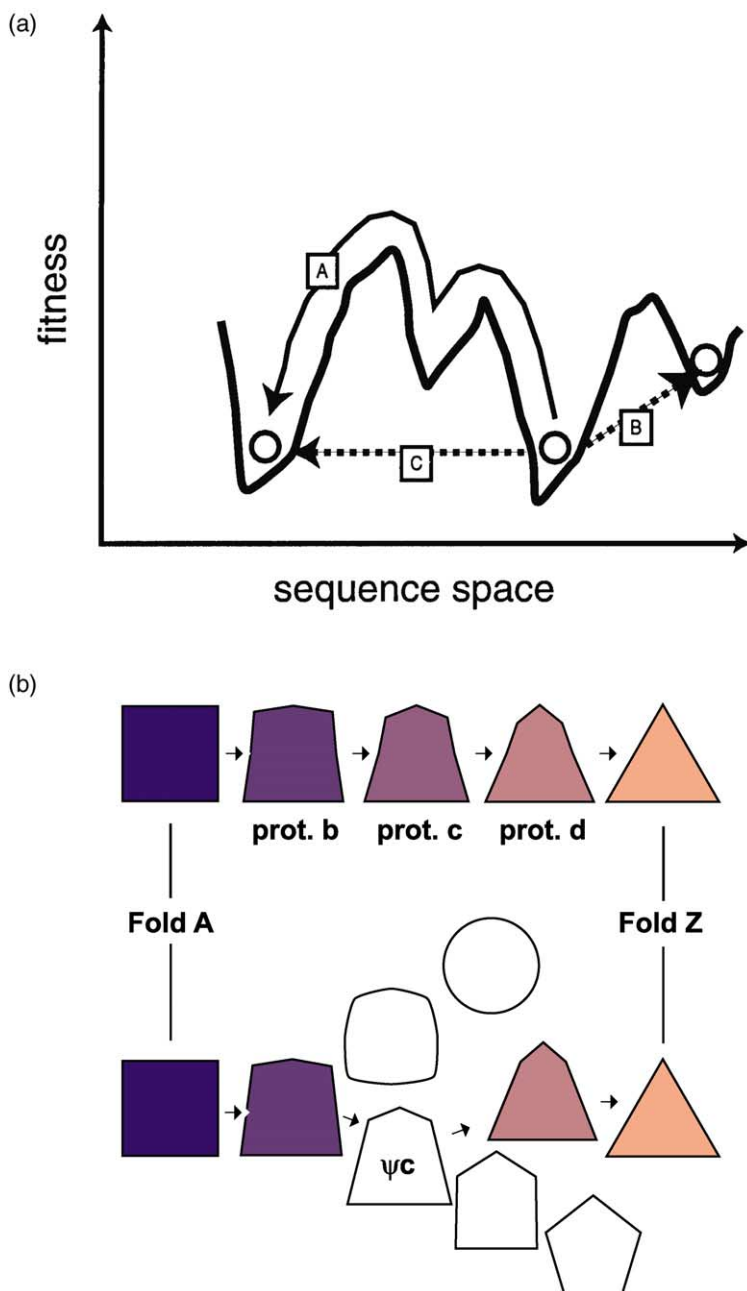 (a)
fitness
A
B
C
sequence space
(b)
prot. b prot. c prot. d
Fold A Fold Z
ψc